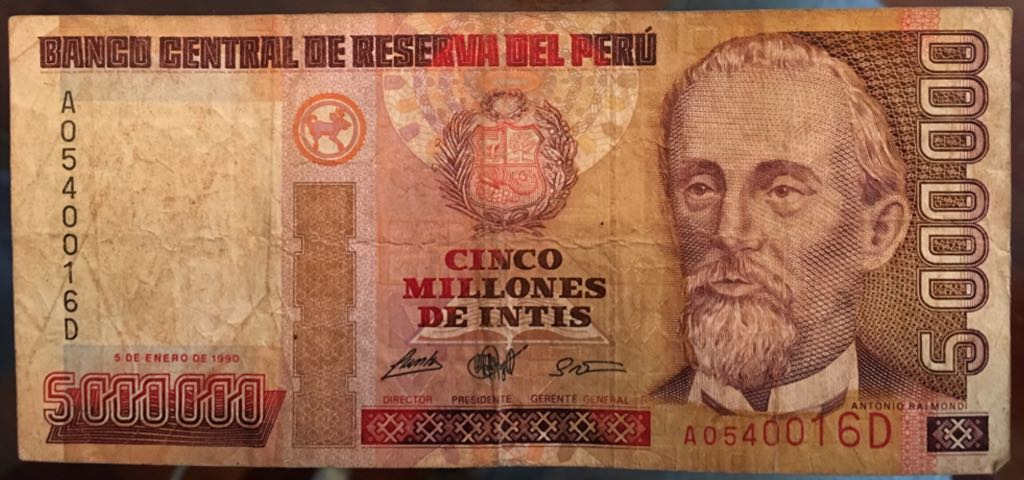 BANCO CENTRAL DE RESERVA DEL PERÚ
A0540016D
CINCO
MILLONES
DE INTIS
5 DE ENERO DE 1990
5000000
DIRECTOR PRESIDENTE GERENTE GENERAL
5000000
ANTONIO RAIMONDI
A0540016D